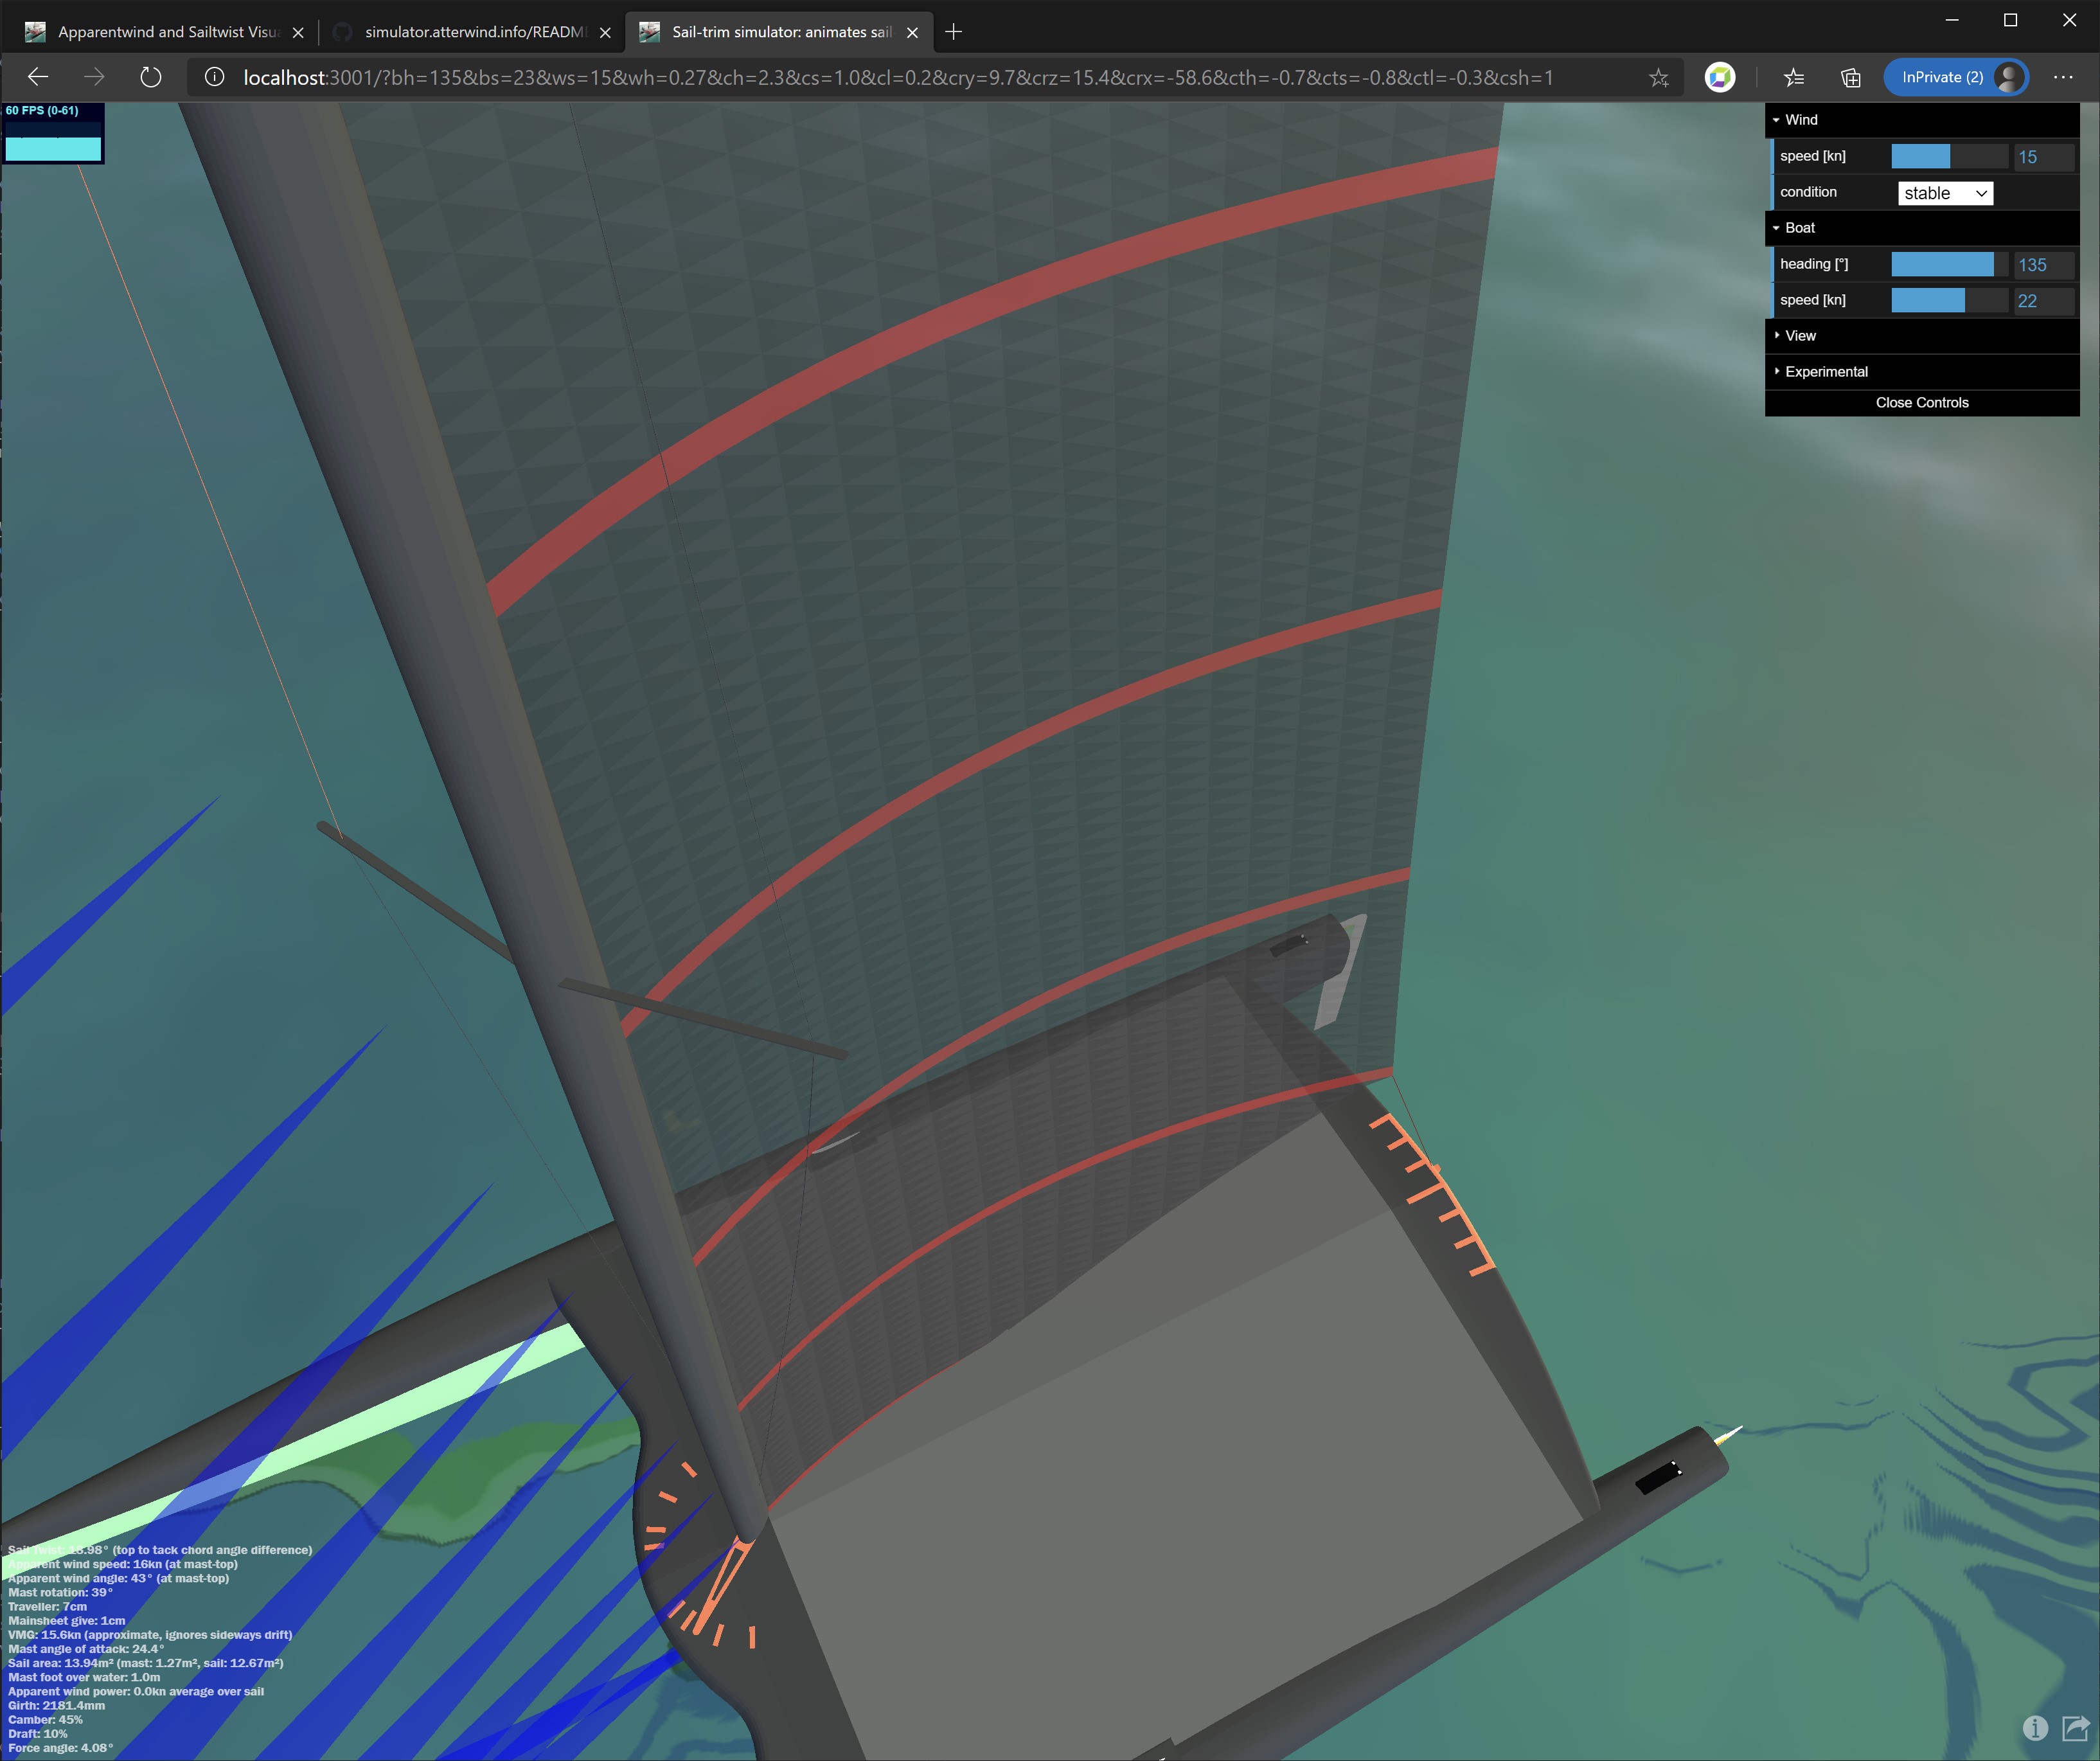 Apparentwind and Sailtwist Visua
simulator.atterwind.info/READMI
Sail-trim simulator: animates sail
localhost:3001/?bh=135&bs=23&ws=15&wh=0.27&ch=2.3&cs=1.0&cl=0.2&cry=9.7&crz=15.4&crx=-58.6&cth=-0.7&cts=-0.8&ctl=-0.3&csh=1
InPrivate (2)
60 FPS (0-61)
Wind
speed [kn] 15
condition stable
Boat
heading [°] 135
speed [kn] 22
View
Experimental
Close Controls
Sail Twist: 18.98° (top to tack chord angle difference)
Apparent wind speed: 16kn (at mast-top)
Apparent wind angle: 43° (at mast-top)
Mast rotation: 39°
Traveller: 7cm
Mainsheet give: 1cm
VMG: 15.6kn (approximate, ignores sideways drift)
Mast angle of attack: 24.4°
Sail area: 13.94m² (mast: 1.27m², sail: 12.67m²)
Mast foot over water: 1.0m
Apparent wind power: 0.0kn average over sail
Girth: 2181.4mm
Camber: 45%
Draft: 10%
Force angle: 4.08°